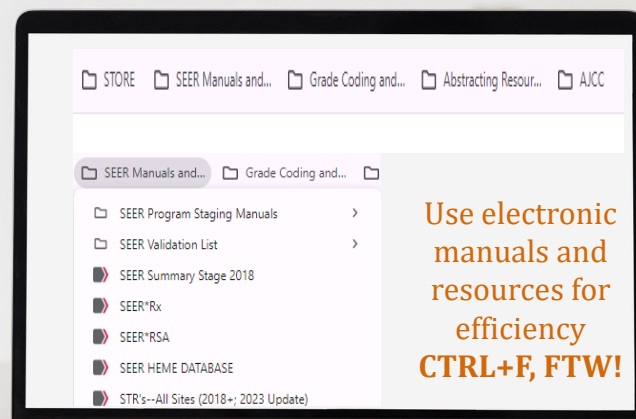 STORE SEER Manuals and... Grade Coding and... Abstracting Resour... AJCC
SEER Manuals and... Grade Coding and...
SEER Program Staging Manuals
SEER Validation List
SEER Summary Stage 2018
SEER*Rx
SEER*RSA
SEER HEME DATABASE
STR's--All Sites (2018+; 2023 Update)
Use electronic
manuals and
resources for
efficiency
CTRL+F, FTW!